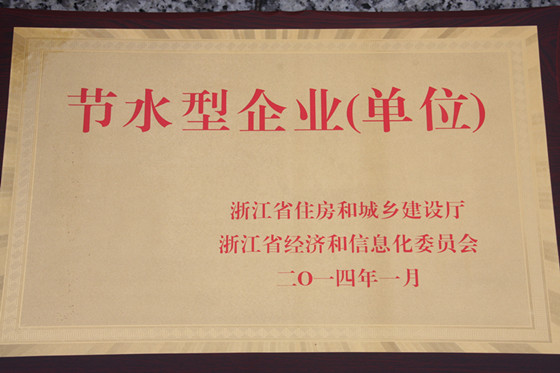 节水型企业(单位)
浙江省住房和城乡建设厅
浙江省经济和信息化委员会
二O一四年一月